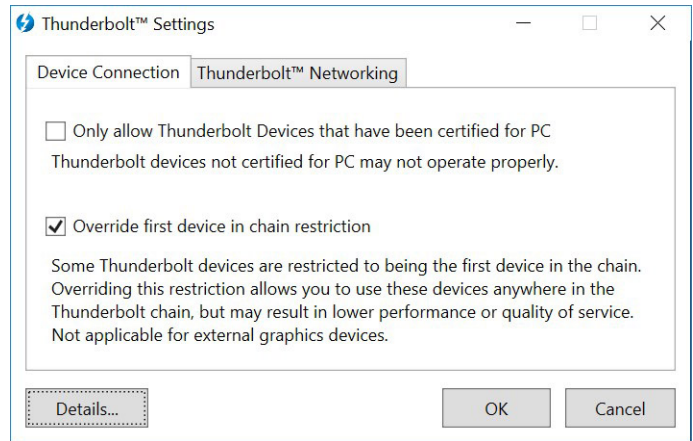 Thunderbolt™ Settings
Device Connection
Thunderbolt™ Networking
Only allow Thunderbolt Devices that have been certified for PC
Thunderbolt devices not certified for PC may not operate properly.
Override first device in chain restriction
Some Thunderbolt devices are restricted to being the first device in the chain.
Overriding this restriction allows you to use these devices anywhere in the
Thunderbolt chain, but may result in lower performance or quality of service.
Not applicable for external graphics devices.
Details...
OK
Cancel